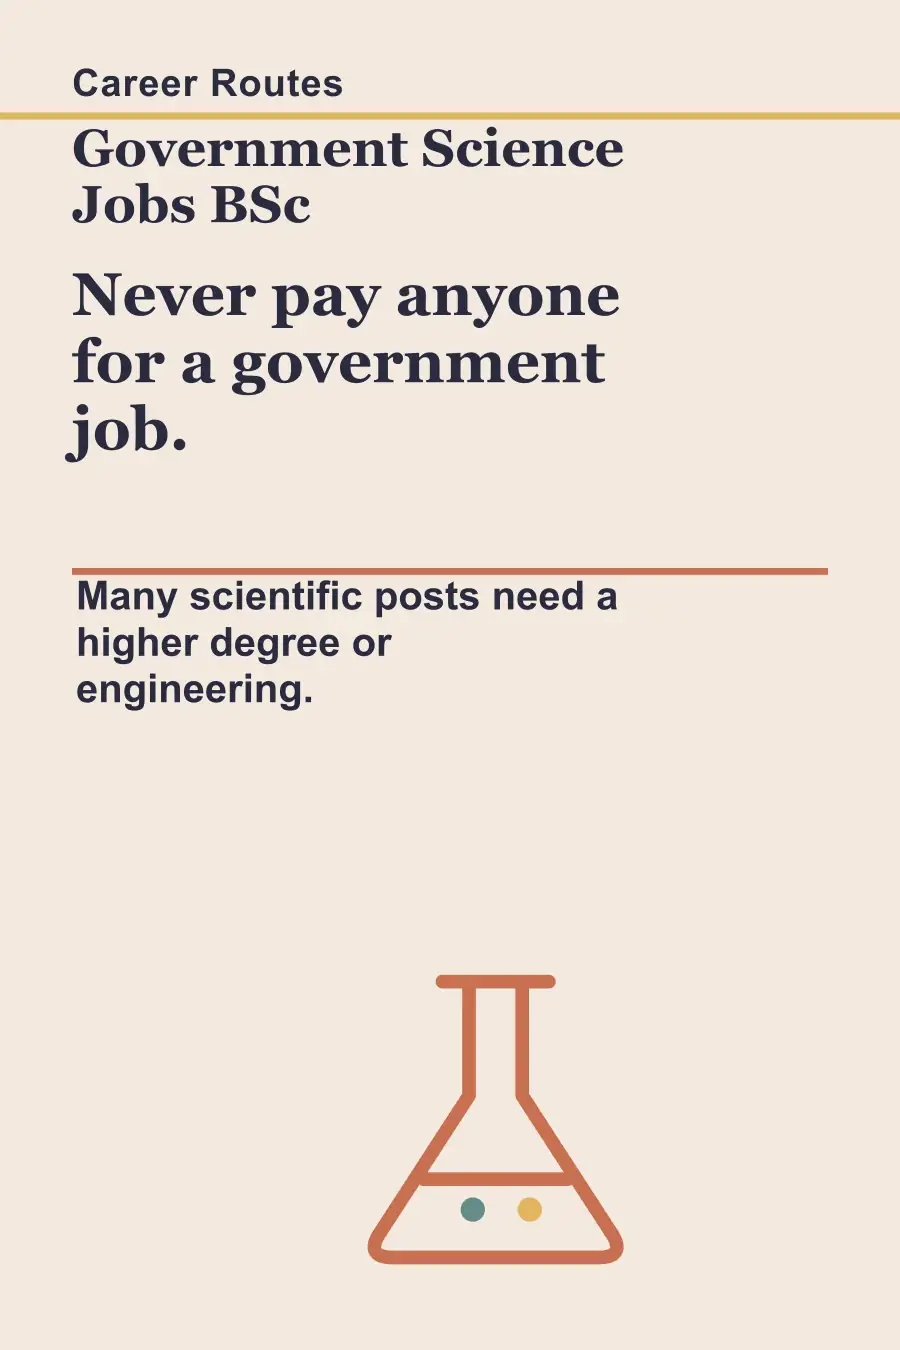 Career Routes
Government Science
Jobs BSc
Never pay anyone
for a government
job.
Many scientific posts need a
higher degree or
engineering.